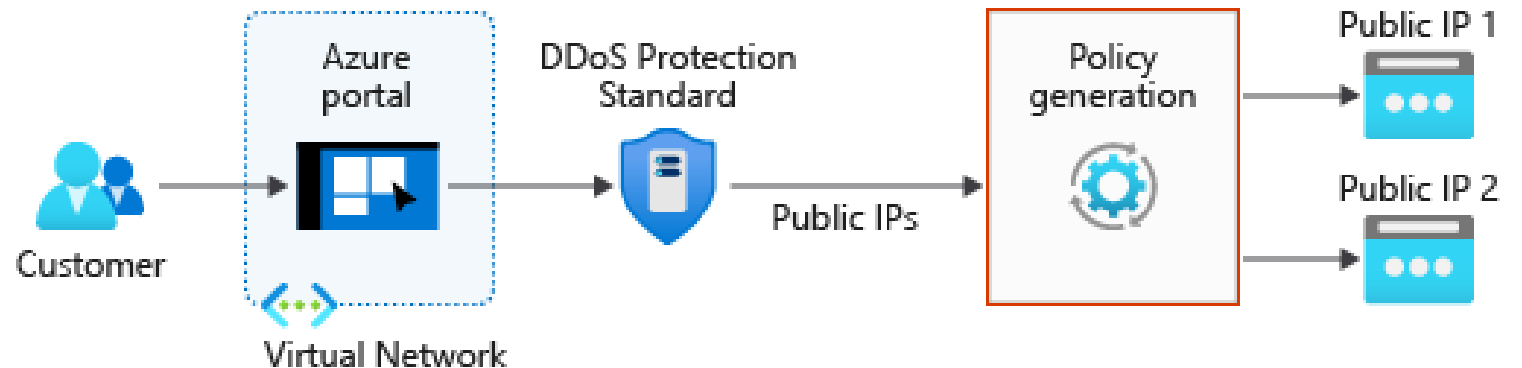 Customer
Azure
portal
Virtual Network
DDoS Protection
Standard
Public IPs
Policy
generation
Public IP 1
Public IP 2